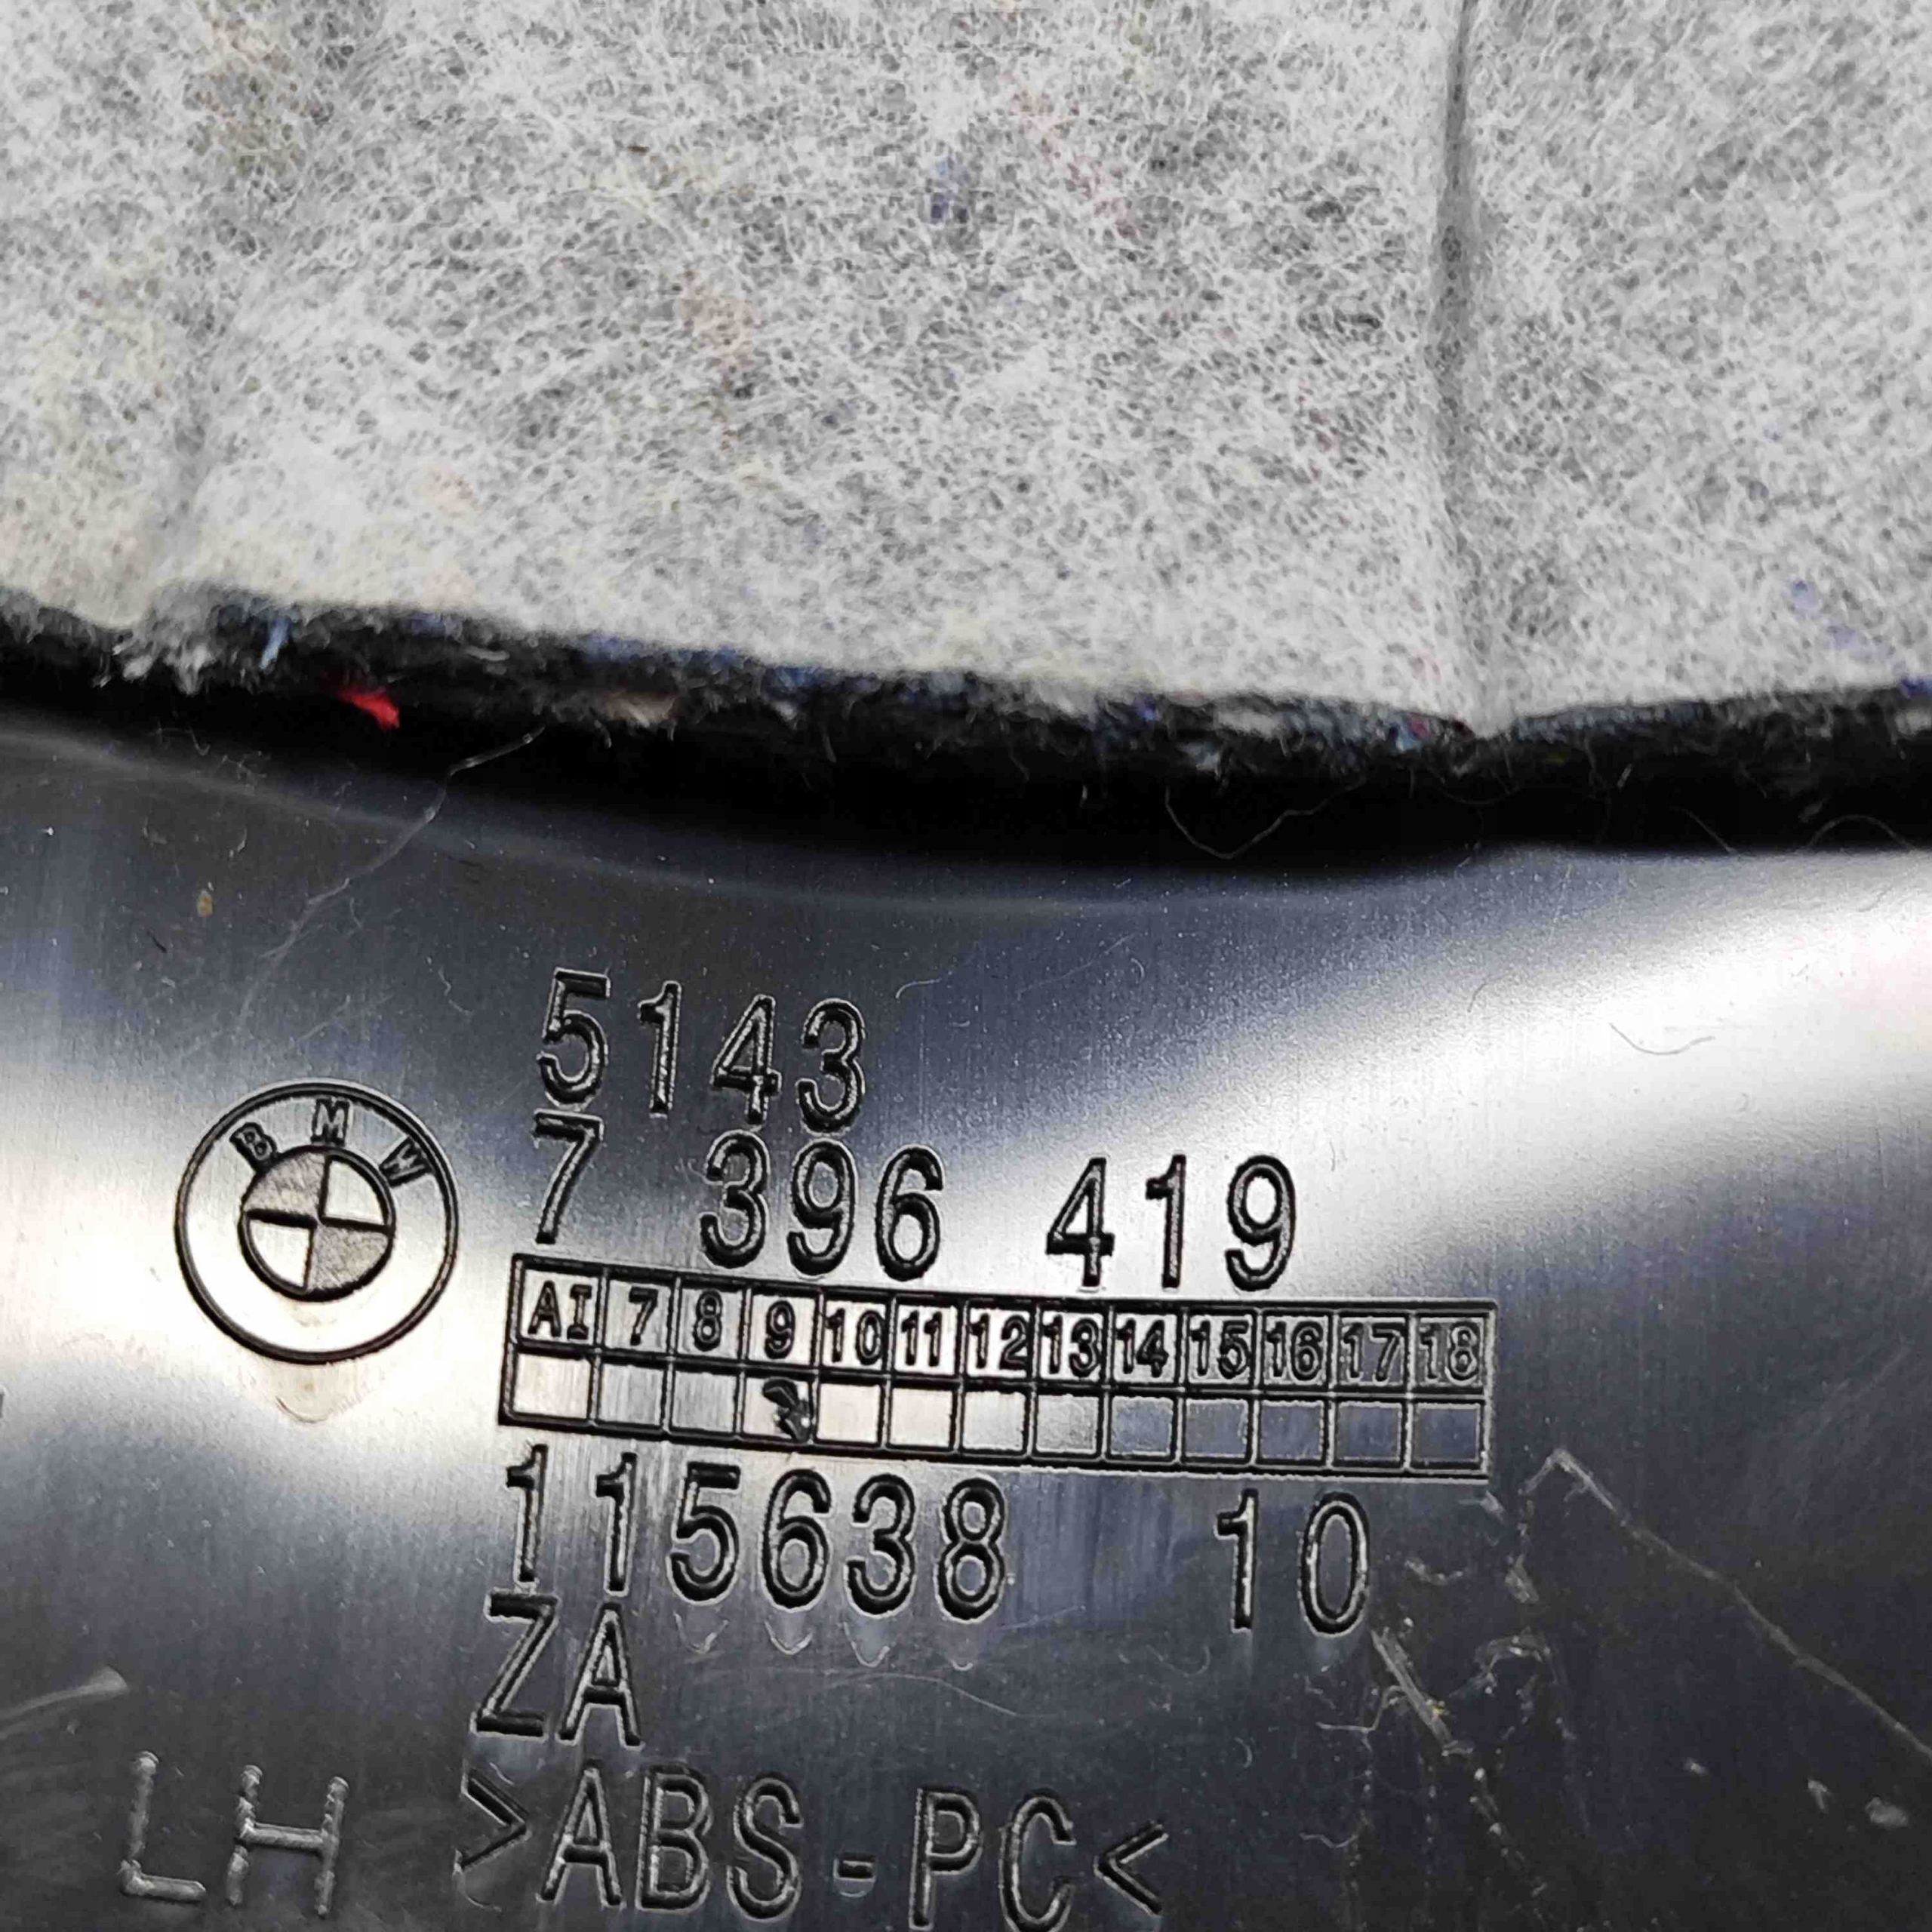 5143
BMW
7 396 419
AI 7 8 9 10 11 12 13 14 15 16 17 18
115638 10
ZA
LH >ABS-PC<